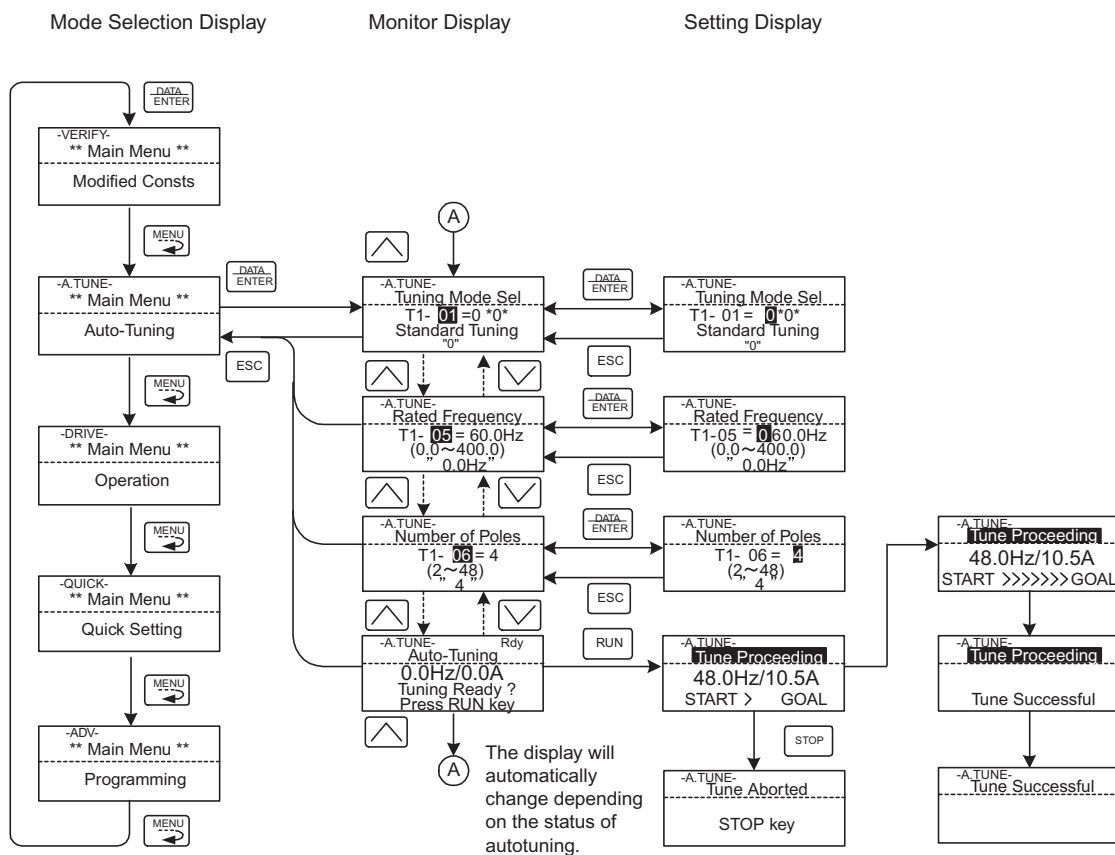 Mode Selection Display
Monitor Display
Setting Display
DATA
ENTER
-VERIFY-
** Main Menu **
Modified Consts
MENU
-A.TUNE-
** Main Menu **
Auto-Tuning
DATA
ENTER
ESC
MENU
-DRIVE-
** Main Menu **
Operation
MENU
-QUICK-
** Main Menu **
Quick Setting
MENU
-ADV-
** Main Menu **
Programming
MENU
A
-A.TUNE-
Tuning Mode Sel
T1- 01 =0 *0*
Standard Tuning
"0"
DATA
ENTER
ESC
-A.TUNE-
Tuning Mode Sel
T1- 01 = 0 *0*
Standard Tuning
"0"
-A.TUNE-
Rated Frequency
T1- 05 = 60.0Hz
(0.0~400.0)
" 0.0Hz"
DATA
ENTER
ESC
-A.TUNE-
Rated Frequency
T1-05 = 060.0Hz
(0.0~400.0)
" 0.0Hz"
-A.TUNE-
Number of Poles
T1- 06 = 4
(2~48)
" 4 "
DATA
ENTER
ESC
-A.TUNE-
Number of Poles
T1- 06 = 4
(2~48)
" 4 "
-A.TUNE- Rdy
Auto-Tuning
0.0Hz/0.0A
Tuning Ready ?
Press RUN key
RUN
-A.TUNE-
Tune Proceeding
48.0Hz/10.5A
START > GOAL
-A.TUNE-
Tune Proceeding
48.0Hz/10.5A
START >>>>>>> GOAL
-A.TUNE-
Tune Proceeding
Tune Successful
A
The display will
automatically
change depending
on the status of
autotuning.
STOP
-A.TUNE-
Tune Aborted
STOP key
-A.TUNE-
Tune Successful